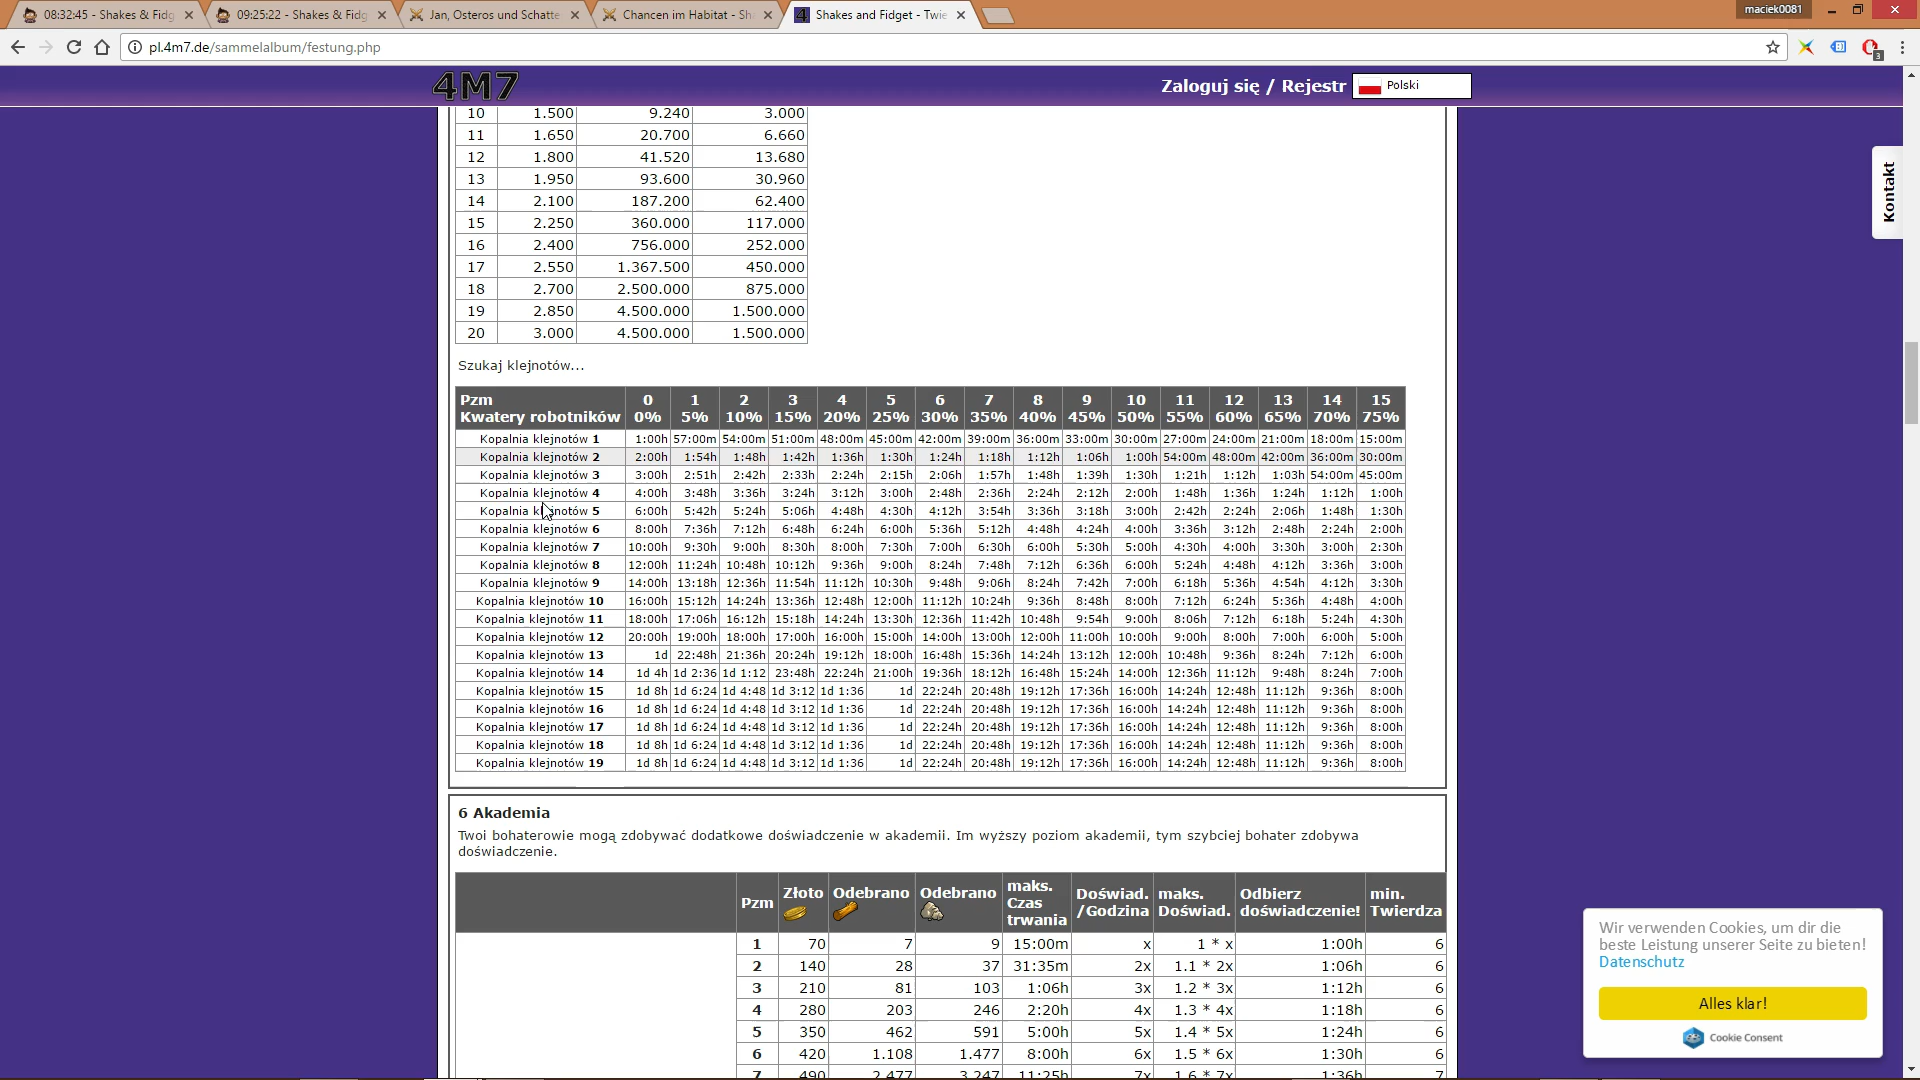 08:32:45 - Shakes & Fidg
09:25:22 - Shakes & Fidg
Jan, Osteros und Schatte
Chancen im Habitat - Sh
Shakes and Fidget - Twie
maciek0081
pl.4m7.de/sammelalbum/festung.php
3
4M7
Zaloguj się / Rejestr
Polski
Kontakt
10 1.500 9.240 3.000
11 1.650 20.700 6.660
12 1.800 41.520 13.680
13 1.950 93.600 30.960
14 2.100 187.200 62.400
15 2.250 360.000 117.000
16 2.400 756.000 252.000
17 2.550 1.367.500 450.000
18 2.700 2.500.000 875.000
19 2.850 4.500.000 1.500.000
20 3.000 4.500.000 1.500.000
Szukaj klejnotów...
Pzm 0 1 2 3 4 5 6 7 8 9 10 11 12 13 14 15
Kwatery robotników 0% 5% 10% 15% 20% 25% 30% 35% 40% 45% 50% 55% 60% 65% 70% 75%
Kopalnia klejnotów 1 1:00h 57:00m 54:00m 51:00m 48:00m 45:00m 42:00m 39:00m 36:00m 33:00m 30:00m 27:00m 24:00m 21:00m 18:00m 15:00m
Kopalnia klejnotów 2 2:00h 1:54h 1:48h 1:42h 1:36h 1:30h 1:24h 1:18h 1:12h 1:06h 1:00h 54:00m 48:00m 42:00m 36:00m 30:00m
Kopalnia klejnotów 3 3:00h 2:51h 2:42h 2:33h 2:24h 2:15h 2:06h 1:57h 1:48h 1:39h 1:30h 1:21h 1:12h 1:03h 54:00m 45:00m
Kopalnia klejnotów 4 4:00h 3:48h 3:36h 3:24h 3:12h 3:00h 2:48h 2:36h 2:24h 2:12h 2:00h 1:48h 1:36h 1:24h 1:12h 1:00h
Kopalnia klejnotów 5 6:00h 5:42h 5:24h 5:06h 4:48h 4:30h 4:12h 3:54h 3:36h 3:18h 3:00h 2:42h 2:24h 2:06h 1:48h 1:30h
Kopalnia klejnotów 6 8:00h 7:36h 7:12h 6:48h 6:24h 6:00h 5:36h 5:12h 4:48h 4:24h 4:00h 3:36h 3:12h 2:48h 2:24h 2:00h
Kopalnia klejnotów 7 10:00h 9:30h 9:00h 8:30h 8:00h 7:30h 7:00h 6:30h 6:00h 5:30h 5:00h 4:30h 4:00h 3:30h 3:00h 2:30h
Kopalnia klejnotów 8 12:00h 11:24h 10:48h 10:12h 9:36h 9:00h 8:24h 7:48h 7:12h 6:36h 6:00h 5:24h 4:48h 4:12h 3:36h 3:00h
Kopalnia klejnotów 9 14:00h 13:18h 12:36h 11:54h 11:12h 10:30h 9:48h 9:06h 8:24h 7:42h 7:00h 6:18h 5:36h 4:54h 4:12h 3:30h
Kopalnia klejnotów 10 16:00h 15:12h 14:24h 13:36h 12:48h 12:00h 11:12h 10:24h 9:36h 8:48h 8:00h 7:12h 6:24h 5:36h 4:48h 4:00h
Kopalnia klejnotów 11 18:00h 17:06h 16:12h 15:18h 14:24h 13:30h 12:36h 11:42h 10:48h 9:54h 9:00h 8:06h 7:12h 6:18h 5:24h 4:30h
Kopalnia klejnotów 12 20:00h 19:00h 18:00h 17:00h 16:00h 15:00h 14:00h 13:00h 12:00h 11:00h 10:00h 9:00h 8:00h 7:00h 6:00h 5:00h
Kopalnia klejnotów 13 1d 22:48h 21:36h 20:24h 19:12h 18:00h 16:48h 15:36h 14:24h 13:12h 12:00h 10:48h 9:36h 8:24h 7:12h 6:00h
Kopalnia klejnotów 14 1d 4h 1d 2:36 1d 1:12 23:48h 22:24h 21:00h 19:36h 18:12h 16:48h 15:24h 14:00h 12:36h 11:12h 9:48h 8:24h 7:00h
Kopalnia klejnotów 15 1d 8h 1d 6:24 1d 4:48 1d 3:12 1d 1:36 1d 22:24h 20:48h 19:12h 17:36h 16:00h 14:24h 12:48h 11:12h 9:36h 8:00h
Kopalnia klejnotów 16 1d 8h 1d 6:24 1d 4:48 1d 3:12 1d 1:36 1d 22:24h 20:48h 19:12h 17:36h 16:00h 14:24h 12:48h 11:12h 9:36h 8:00h
Kopalnia klejnotów 17 1d 8h 1d 6:24 1d 4:48 1d 3:12 1d 1:36 1d 22:24h 20:48h 19:12h 17:36h 16:00h 14:24h 12:48h 11:12h 9:36h 8:00h
Kopalnia klejnotów 18 1d 8h 1d 6:24 1d 4:48 1d 3:12 1d 1:36 1d 22:24h 20:48h 19:12h 17:36h 16:00h 14:24h 12:48h 11:12h 9:36h 8:00h
Kopalnia klejnotów 19 1d 8h 1d 6:24 1d 4:48 1d 3:12 1d 1:36 1d 22:24h 20:48h 19:12h 17:36h 16:00h 14:24h 12:48h 11:12h 9:36h 8:00h
6 Akademia
Twoi bohaterowie mogą zdobywać dodatkowe doświadczenie w akademii. Im wyższy poziom akademii, tym szybciej bohater zdobywa
doświadczenie.
Pzm Złoto Odebrano Odebrano maks. Czas trwania Doświad. /Godzina maks. Doświad. Odbierz doświadczenie! min. Twierdza
1 70 7 9 15:00m x 1 * x 1:00h 6
2 140 28 37 31:35m 2x 1.1 * 2x 1:06h 6
3 210 81 103 1:06h 3x 1.2 * 3x 1:12h 6
4 280 203 246 2:20h 4x 1.3 * 4x 1:18h 6
5 350 462 591 5:00h 5x 1.4 * 5x 1:24h 6
6 420 1.108 1.477 8:00h 6x 1.5 * 6x 1:30h 6
7 490 2.477 3.247 11:25h 7x 1.6 * 7x 1:36h 7
Wir verwenden Cookies, um dir die
beste Leistung unserer Seite zu bieten!
Datenschutz
Alles klar!
Cookie Consent